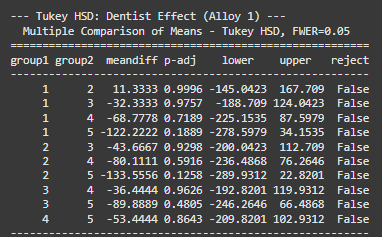 --- Tukey HSD: Dentist Effect (Alloy 1) ---
Multiple Comparison of Means - Tukey HSD, FWER=0.05
====================================================
group1 group2 meandiff p-adj lower upper reject
----------------------------------------------------
1 2 11.3333 0.9996 -145.0423 167.709 False
1 3 -32.3333 0.9757 -188.709 124.0423 False
1 4 -68.7778 0.7189 -225.1535 87.5979 False
1 5 -122.2222 0.1889 -278.5979 34.1535 False
2 3 -43.6667 0.9298 -200.0423 112.709 False
2 4 -80.1111 0.5916 -236.4868 76.2646 False
2 5 -133.5556 0.1258 -289.9312 22.8201 False
3 4 -36.4444 0.9626 -192.8201 119.9312 False
3 5 -89.8889 0.4805 -246.2646 66.4868 False
4 5 -53.4444 0.8643 -209.8201 102.9312 False
----------------------------------------------------